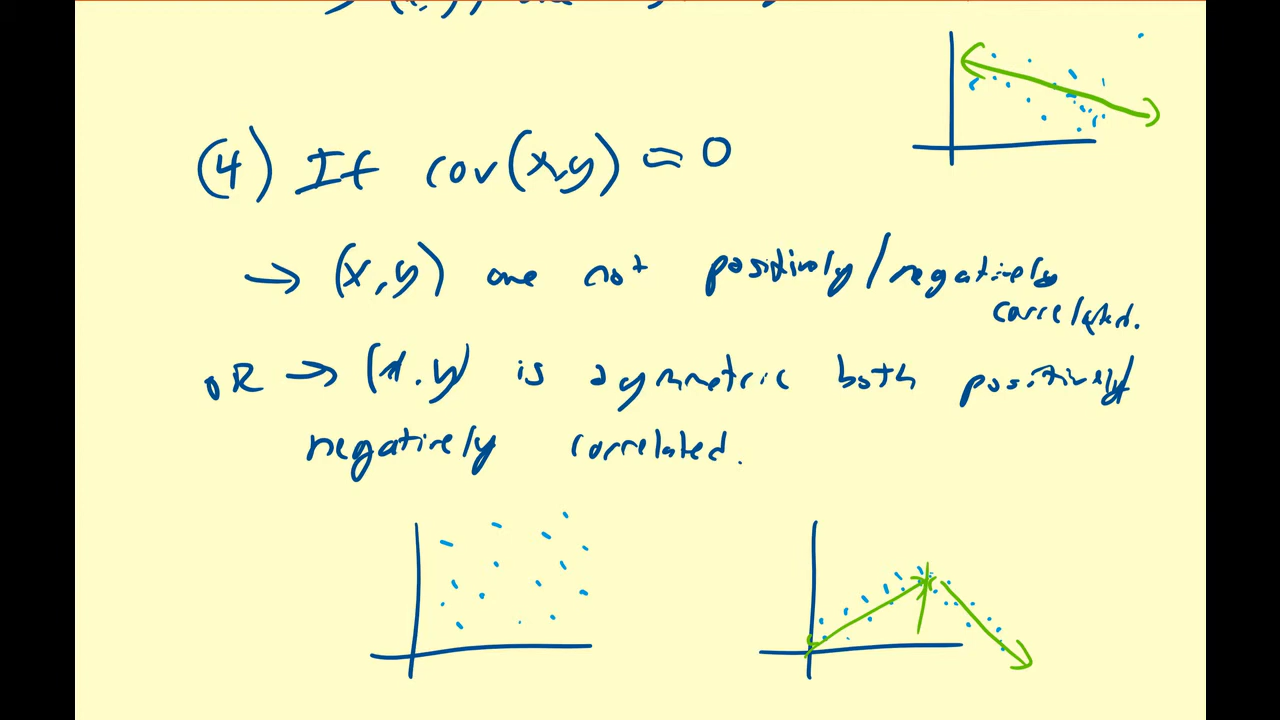 (4) If cov(x,y) = 0
→ (x,y) are not positively/negatively
correlated.
OR → (x,y) is symmetric both positively
negatively correlated.